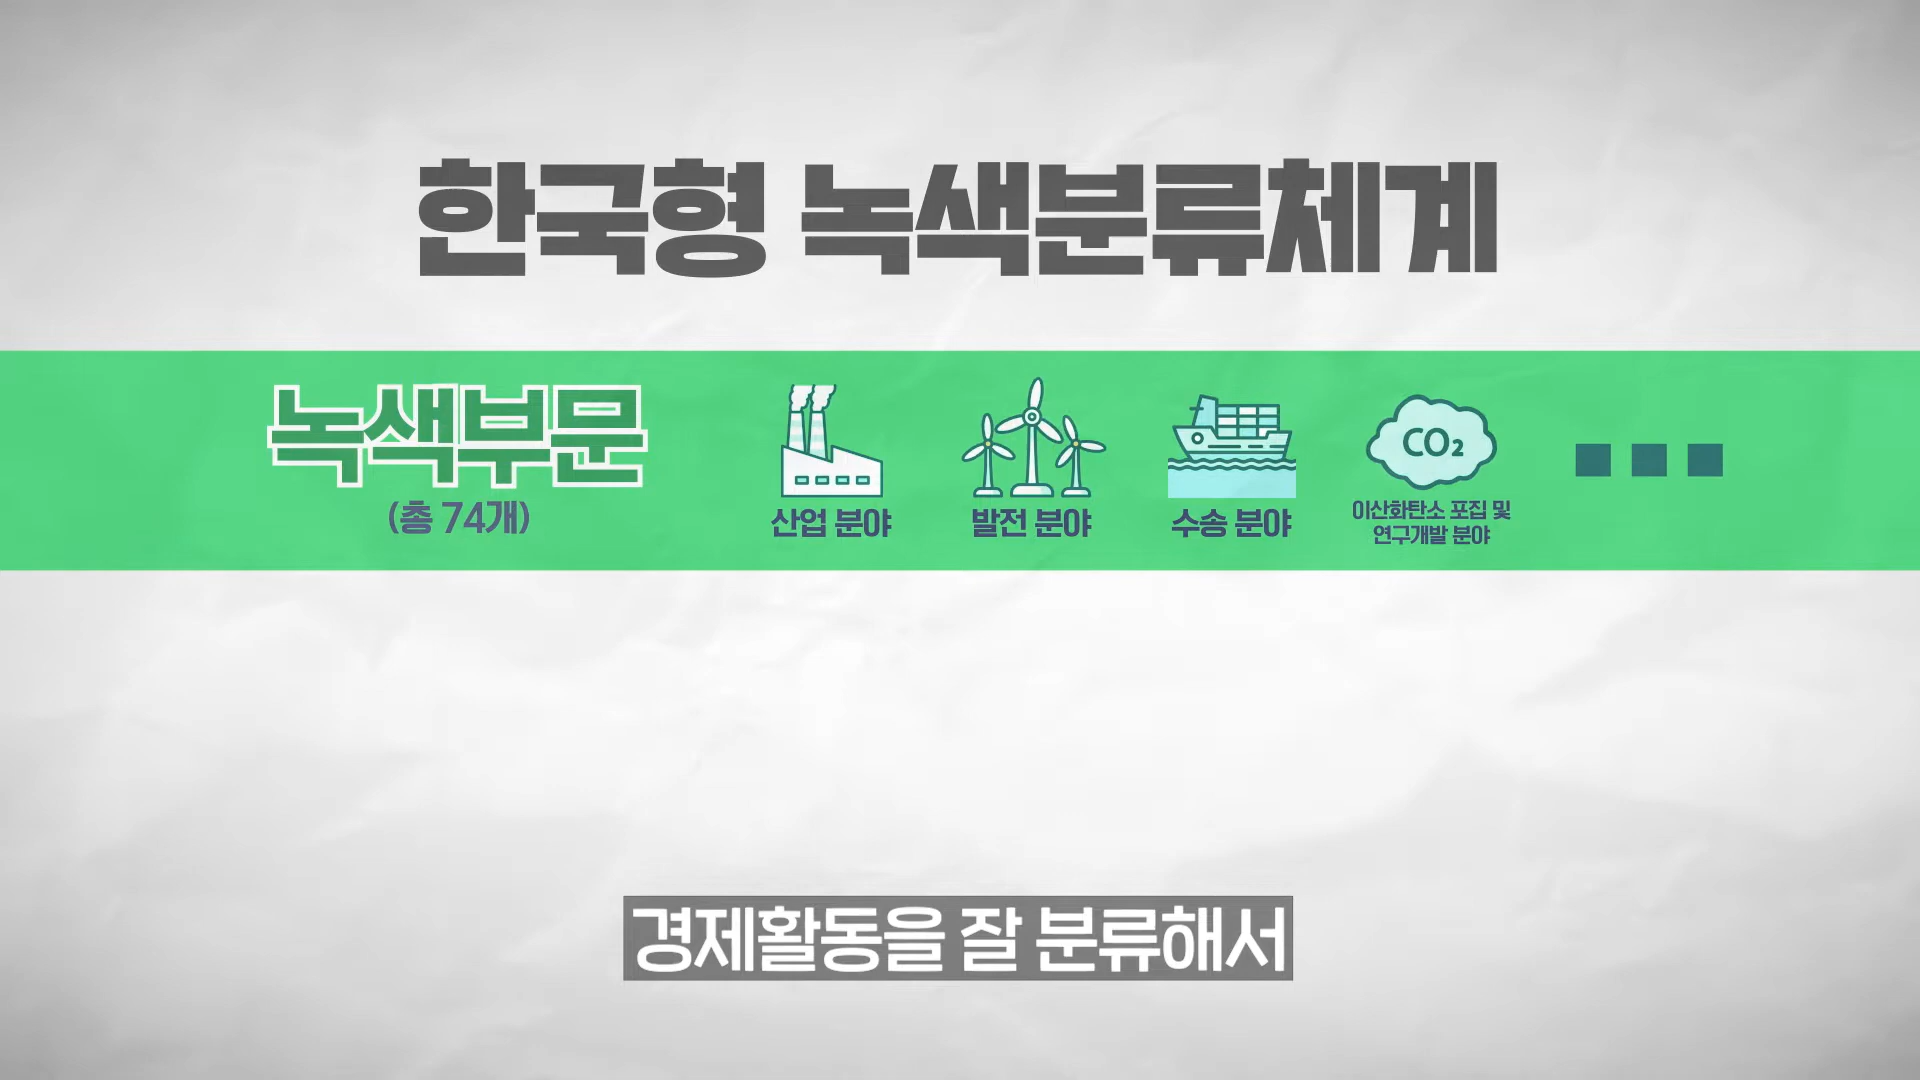 한국형 녹색분류체계
녹색부문
(총 74개)
산업 분야
발전 분야
수송 분야
CO₂
이산화탄소 포집 및
연구개발 분야
경제활동을 잘 분류해서